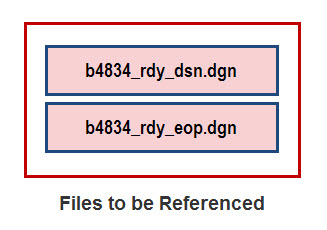 b4834_rdy_dsn.dgn
b4834_rdy_eop.dgn
Files to be Referenced